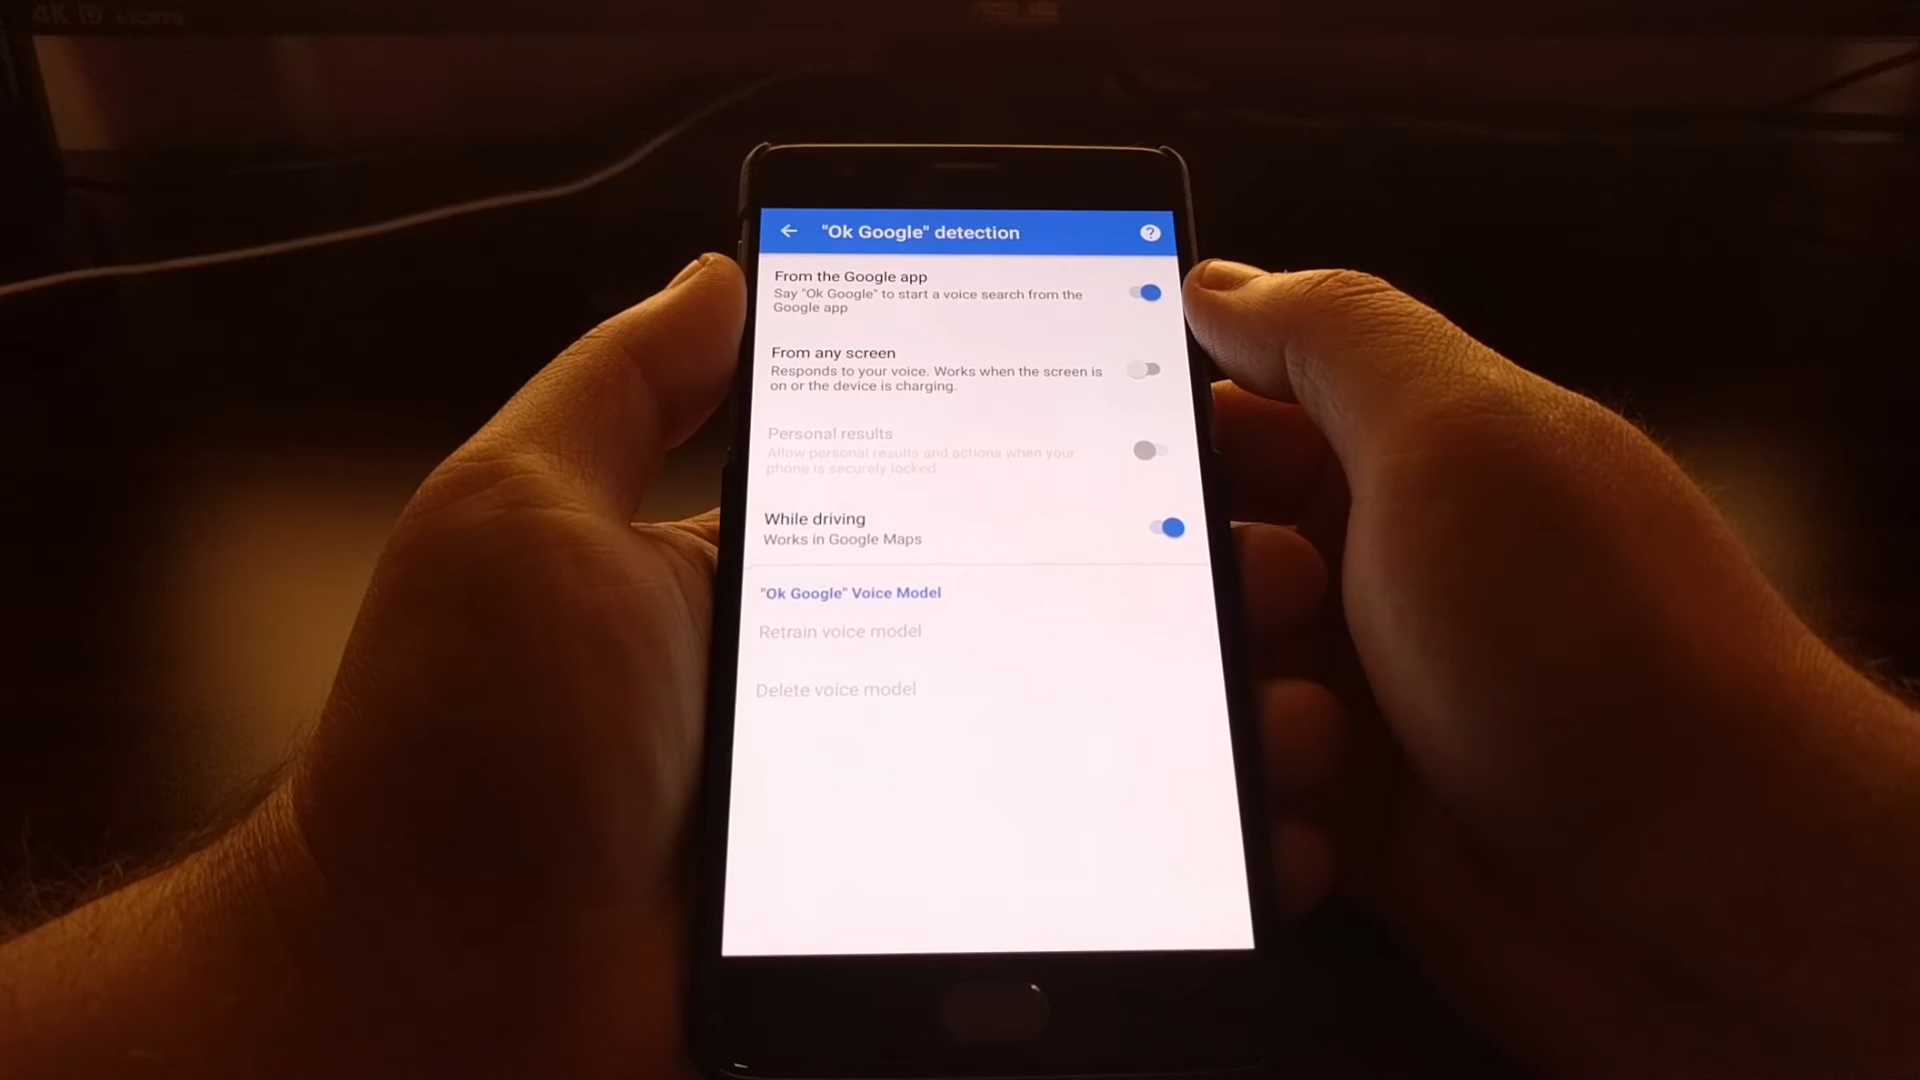 "Ok Google" detection
From the Google app
Say "Ok Google" to start a voice search from the
Google app
From any screen
Responds to your voice. Works when the screen is
on or the device is charging.
Personal results
Allow personal results and actions when your
phone is securely locked
While driving
Works in Google Maps
"Ok Google" Voice Model
Retrain voice model
Delete voice model